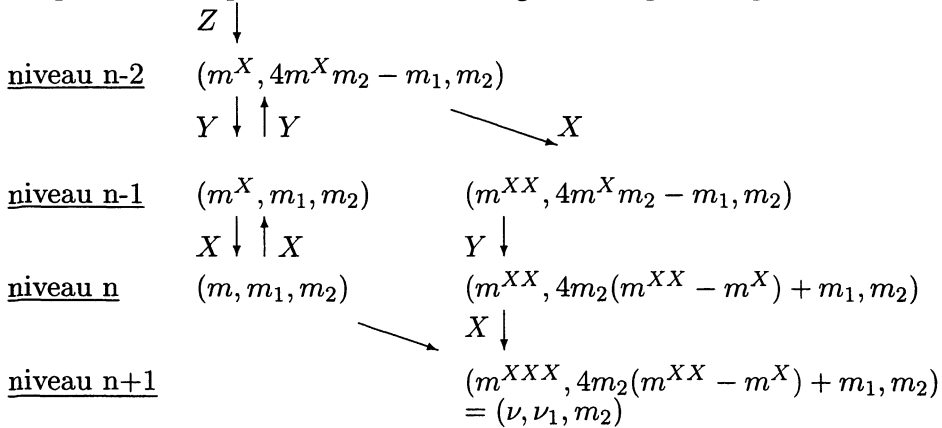 Z
niveau n-2 (m^X, 4m^X m_2 − m_1, m_2)
Y Y X
niveau n-1 (m^X, m_1, m_2) (m^{XX}, 4m^X m_2 − m_1, m_2)
X X Y
niveau n (m, m_1, m_2) (m^{XX}, 4m_2(m^{XX} − m^X) + m_1, m_2)
X
niveau n+1 (m^{XXX}, 4m_2(m^{XX} − m^X) + m_1, m_2)
= (ν, ν_1, m_2)